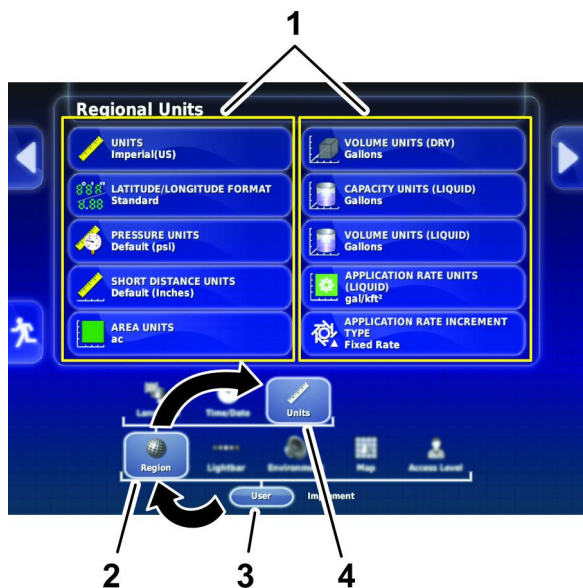 1
Regional Units
UNITS
Imperial(US)
LATITUDE/LONGITUDE FORMAT
Standard
PRESSURE UNITS
Default (psi)
SHORT DISTANCE UNITS
Default (Inches)
AREA UNITS
ac
VOLUME UNITS (DRY)
Gallons
CAPACITY UNITS (LIQUID)
Gallons
VOLUME UNITS (LIQUID)
Gallons
APPLICATION RATE UNITS
(LIQUID)
gal/kft²
APPLICATION RATE INCREMENT
TYPE
Fixed Rate
Time/Date
Units
Region
Lightbar
Map
Access Level
User
2
3
4